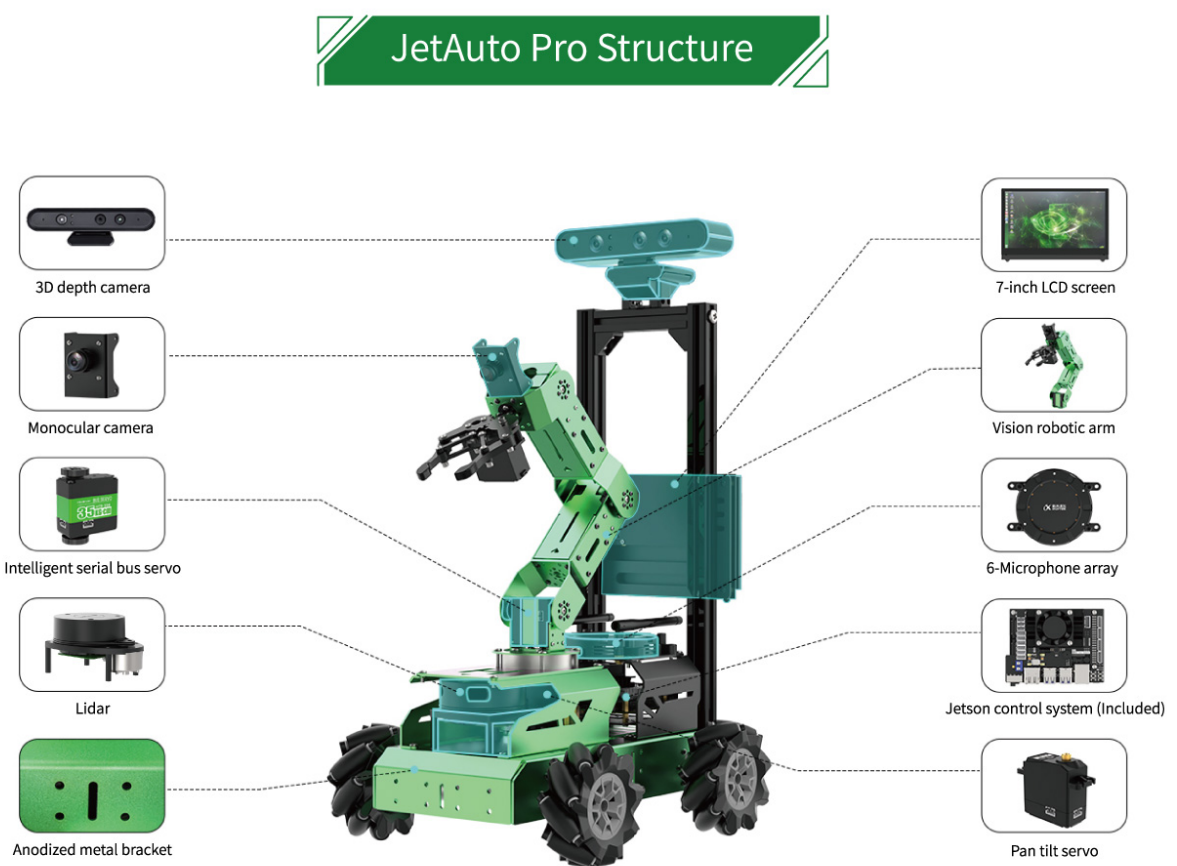 JetAuto Pro Structure
3D depth camera
7-inch LCD screen
Monocular camera
Vision robotic arm
35
Intelligent serial bus servo
6-Microphone array
Lidar
Jetson control system (Included)
Anodized metal bracket
Pan tilt servo